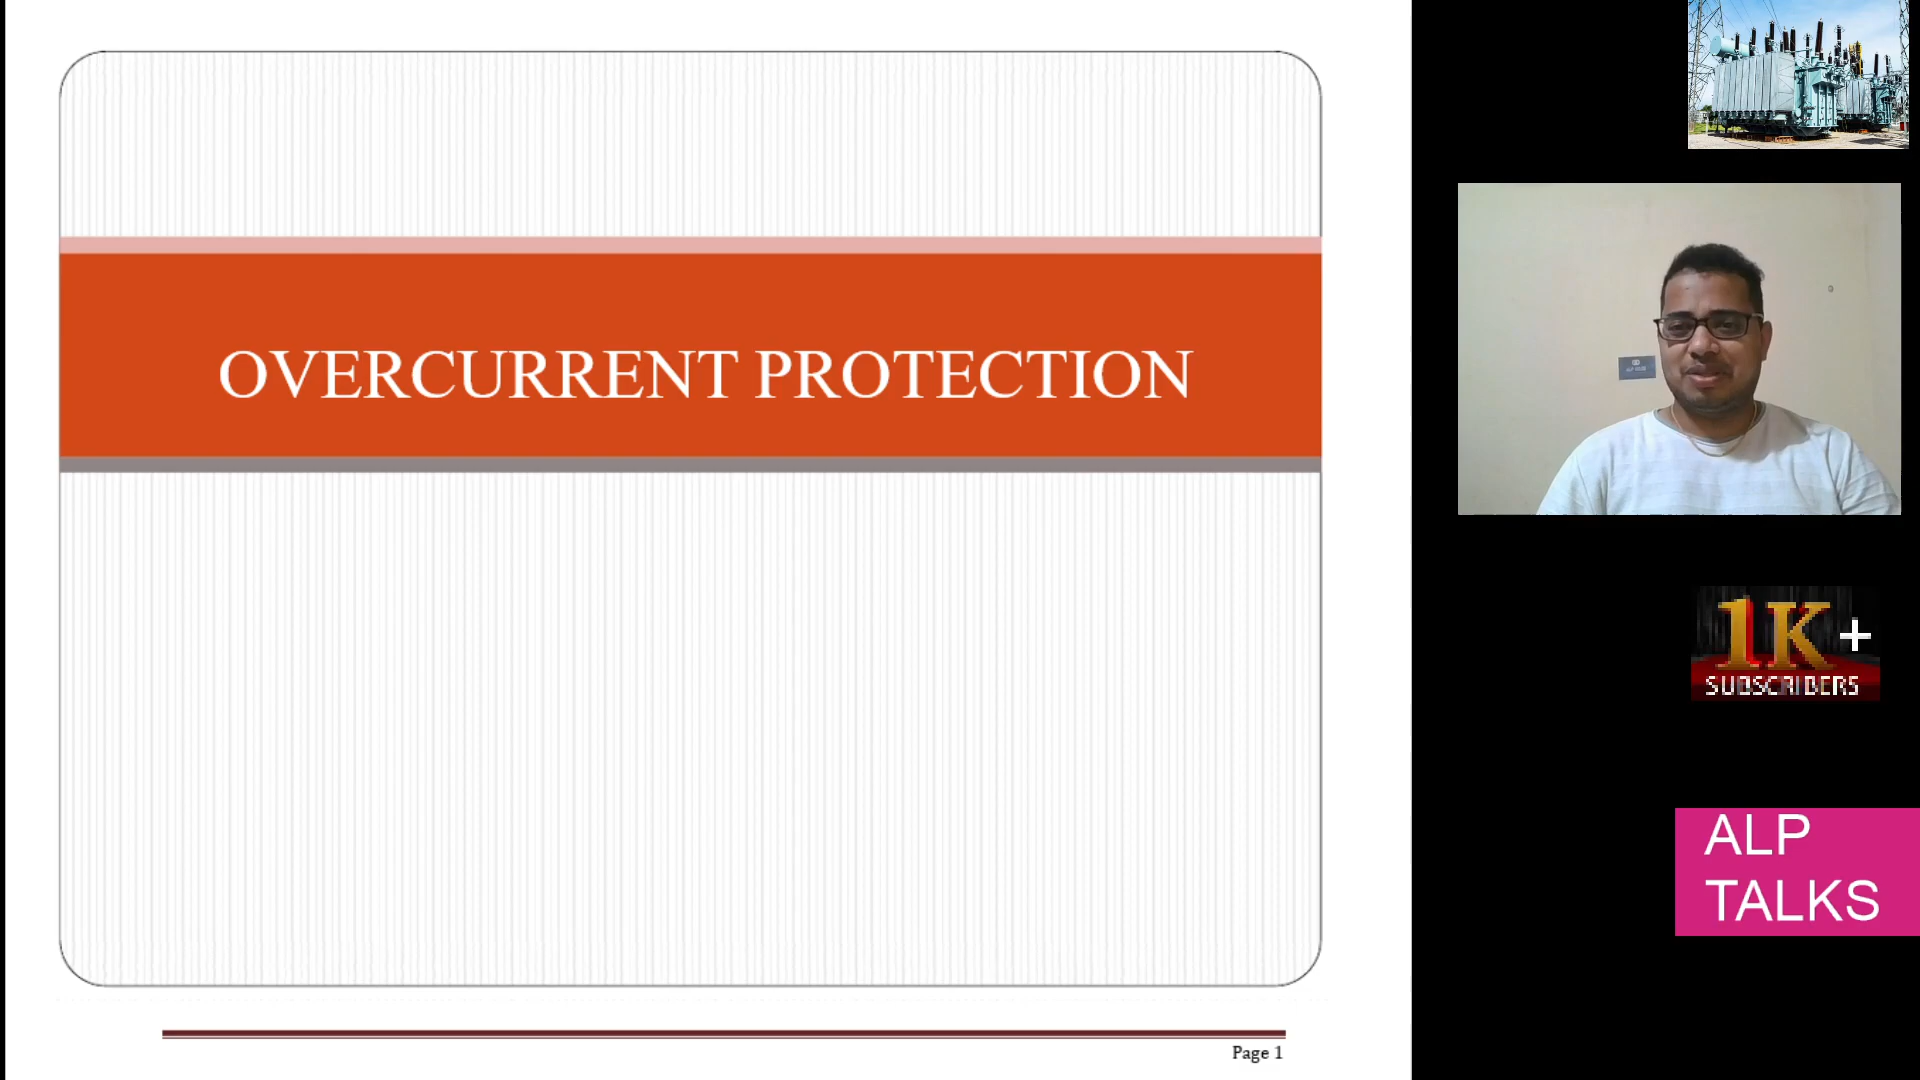 OVERCURRENT PROTECTION
1K+
SUBSCRIBERS
ALP
TALKS
Page 1